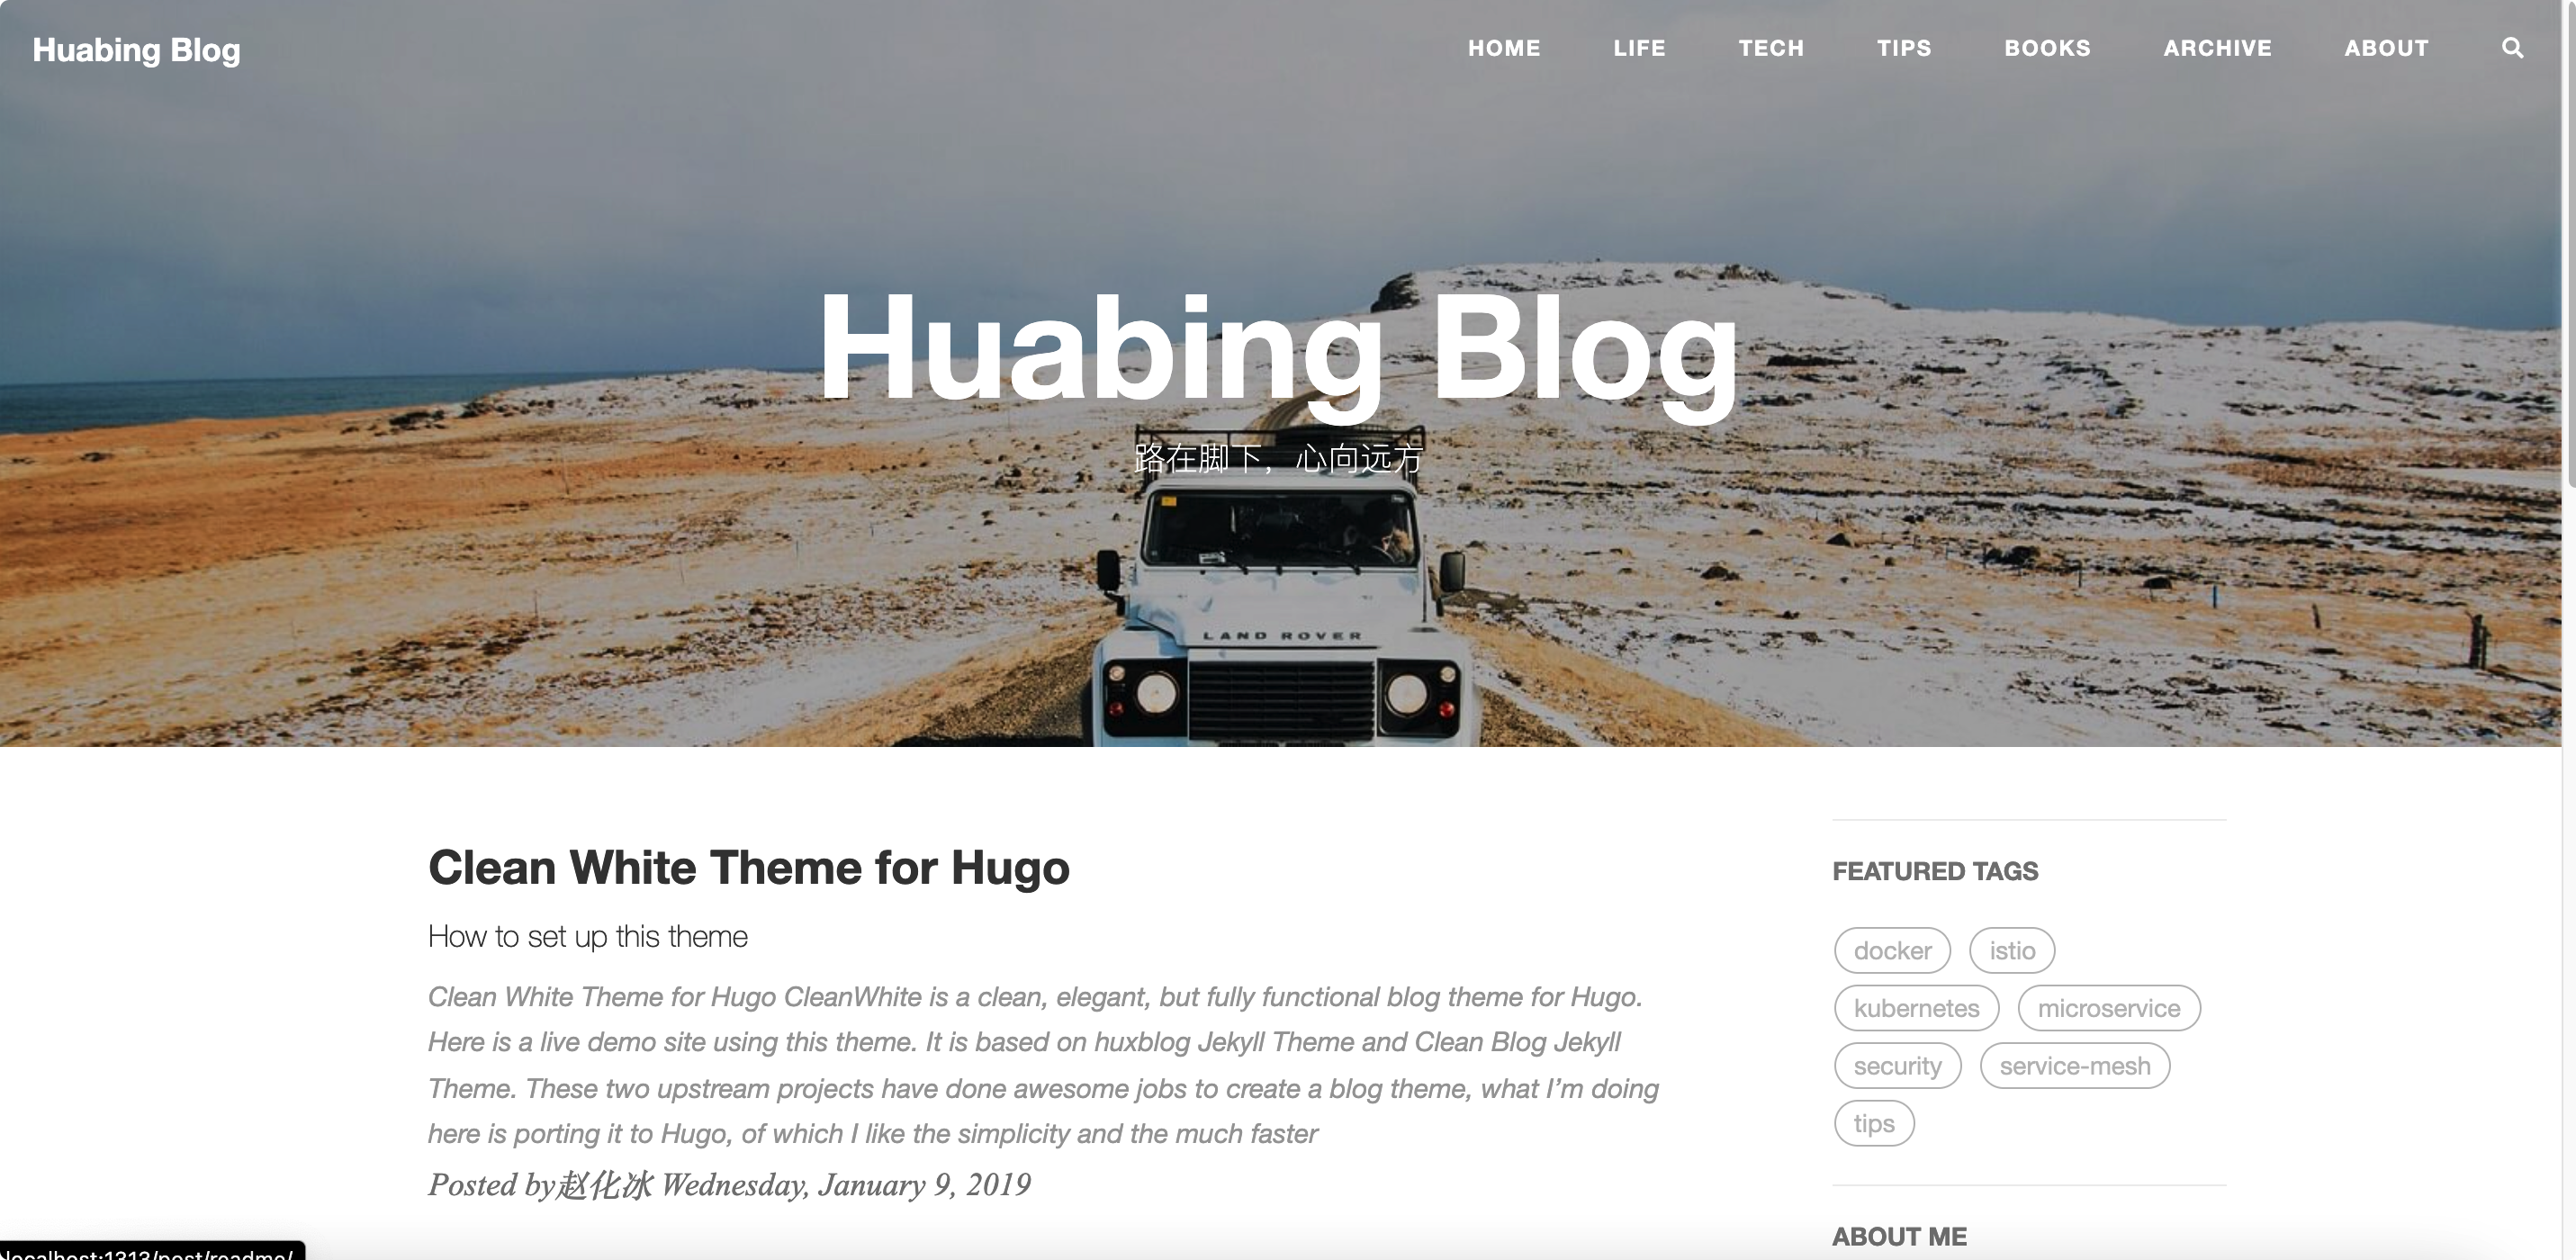 Huabing Blog
HOME LIFE TECH TIPS BOOKS ARCHIVE ABOUT
Huabing Blog
路在脚下，心向远方
LAND ROVER
Clean White Theme for Hugo
How to set up this theme
Clean White Theme for Hugo CleanWhite is a clean, elegant, but fully functional blog theme for Hugo.
Here is a live demo site using this theme. It is based on huxblog Jekyll Theme and Clean Blog Jekyll
Theme. These two upstream projects have done awesome jobs to create a blog theme, what I’m doing
here is porting it to Hugo, of which I like the simplicity and the much faster
Posted by赵化冰 Wednesday, January 9, 2019
FEATURED TAGS
docker istio
kubernetes microservice
security service-mesh
tips
ABOUT ME
localhost:1313/post/readme/